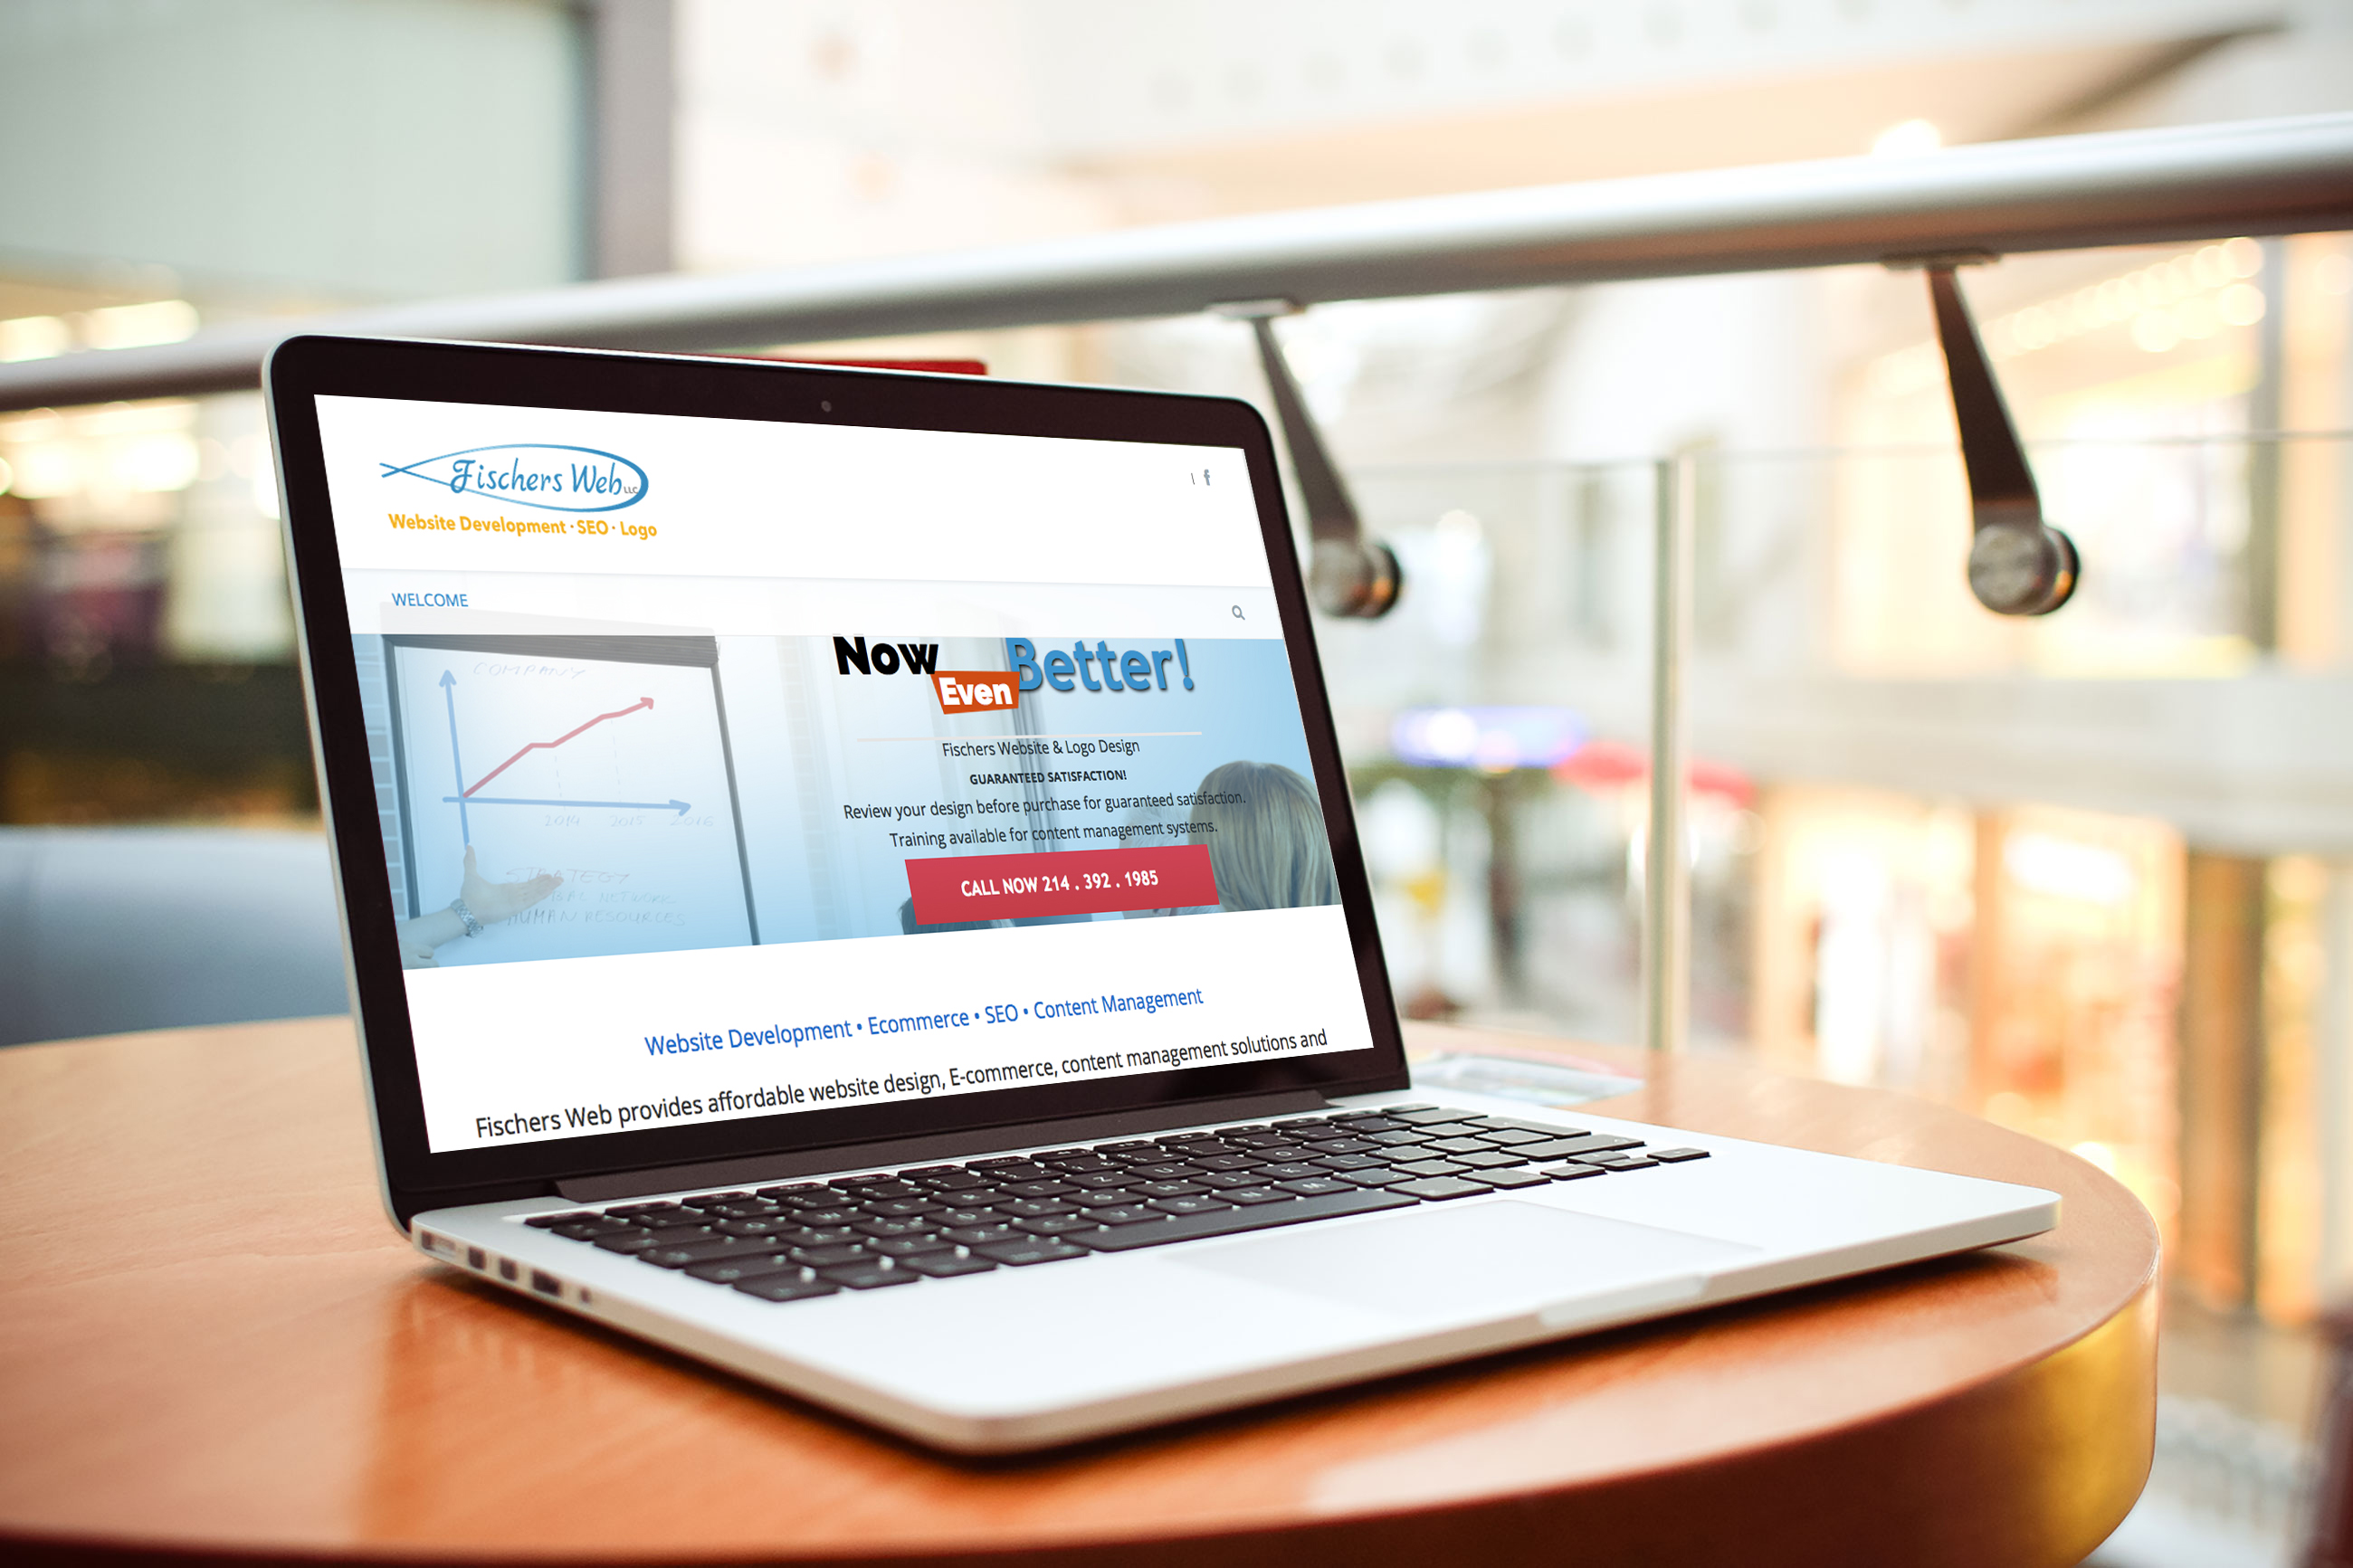 Fischers Web LLC
Website Development · SEO · Logo
WELCOME
COMPANY
Now Even Better!
Fischers Website & Logo Design
GUARANTEED SATISFACTION!
Review your design before purchase for guaranteed satisfaction.
Training available for content management systems.
CALL NOW 214 . 392 . 1985
2014 2015 2016
STRATEGY
HUMAN RESOURCES
Website Development • Ecommerce • SEO • Content Management
Fischers Web provides affordable website design, E-commerce, content management solutions and